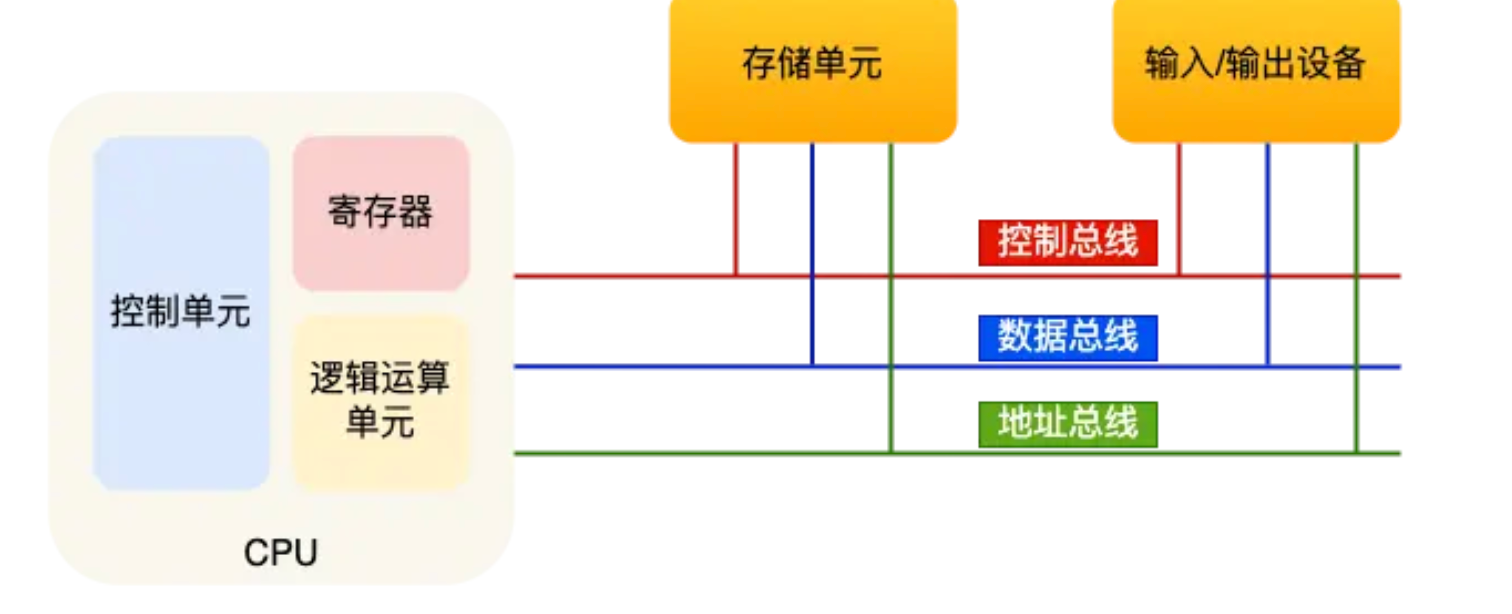 存储单元
输入/输出设备
控制单元
寄存器
逻辑运算
单元
CPU
控制总线
数据总线
地址总线